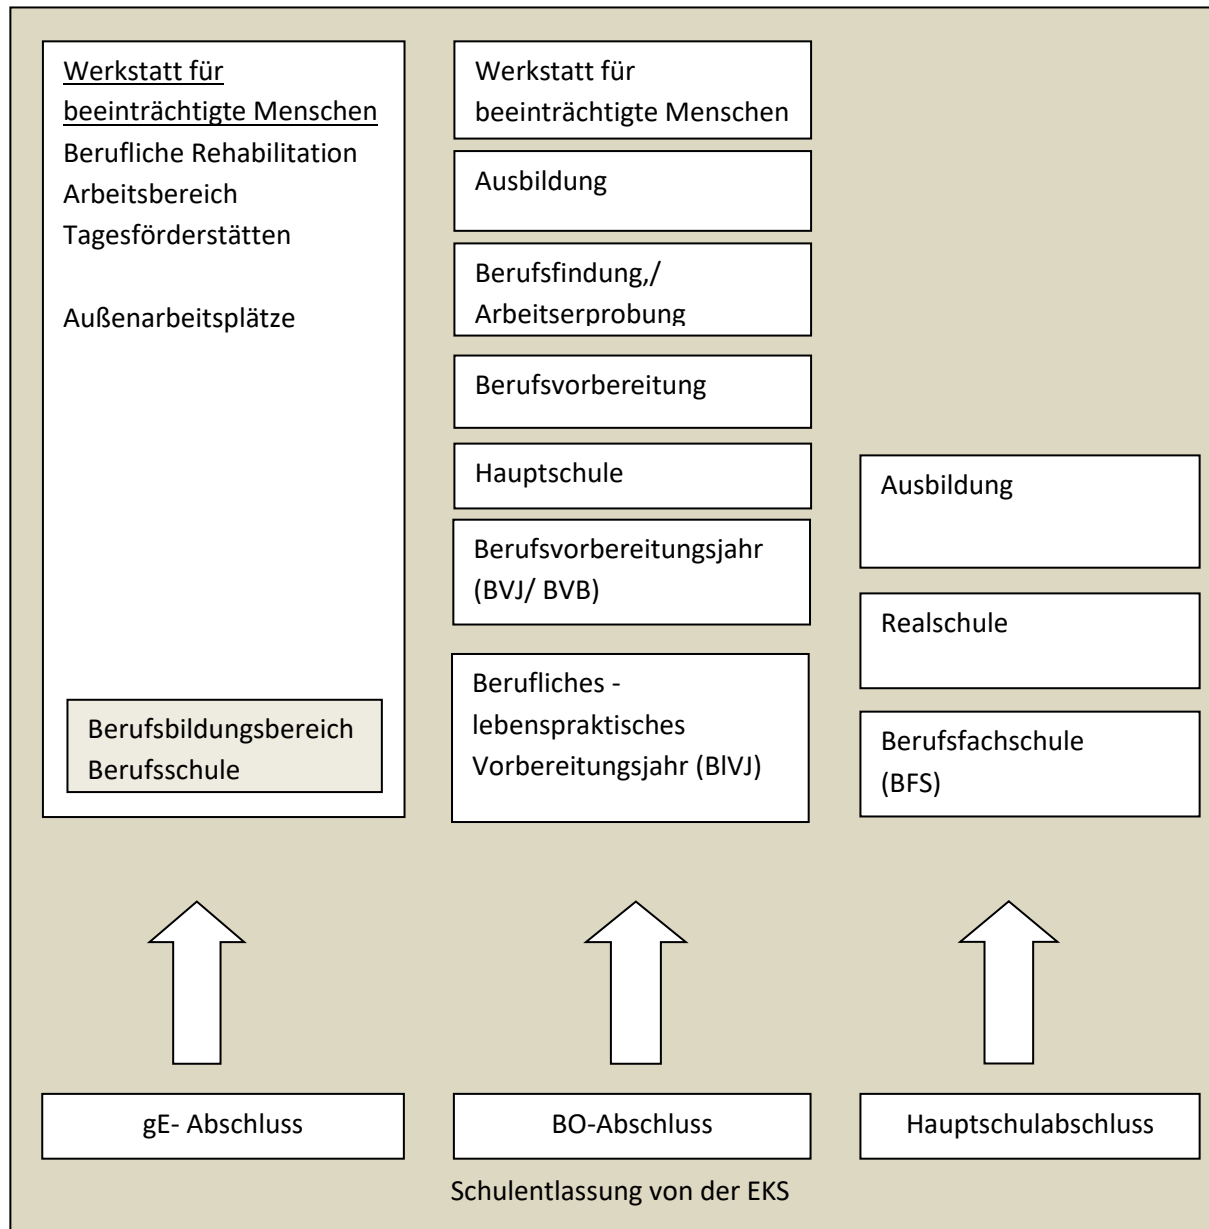 Werkstatt für
beeinträchtigte Menschen
Berufliche Rehabilitation
Arbeitsbereich
Tagesförderstätten
Außenarbeitsplätze
Berufsbildungsbereich
Berufsschule
Werkstatt für
beeinträchtigte Menschen
Ausbildung
Berufsfindung,/
Arbeitserprobung
Berufsvorbereitung
Hauptschule
Berufsvorbereitungsjahr
(BVJ/ BVB)
Berufliches -
lebenspraktisches
Vorbereitungsjahr (BlVJ)
Ausbildung
Realschule
Berufsfachschule
(BFS)
gE- Abschluss
BO-Abschluss
Hauptschulabschluss
Schulentlassung von der EKS